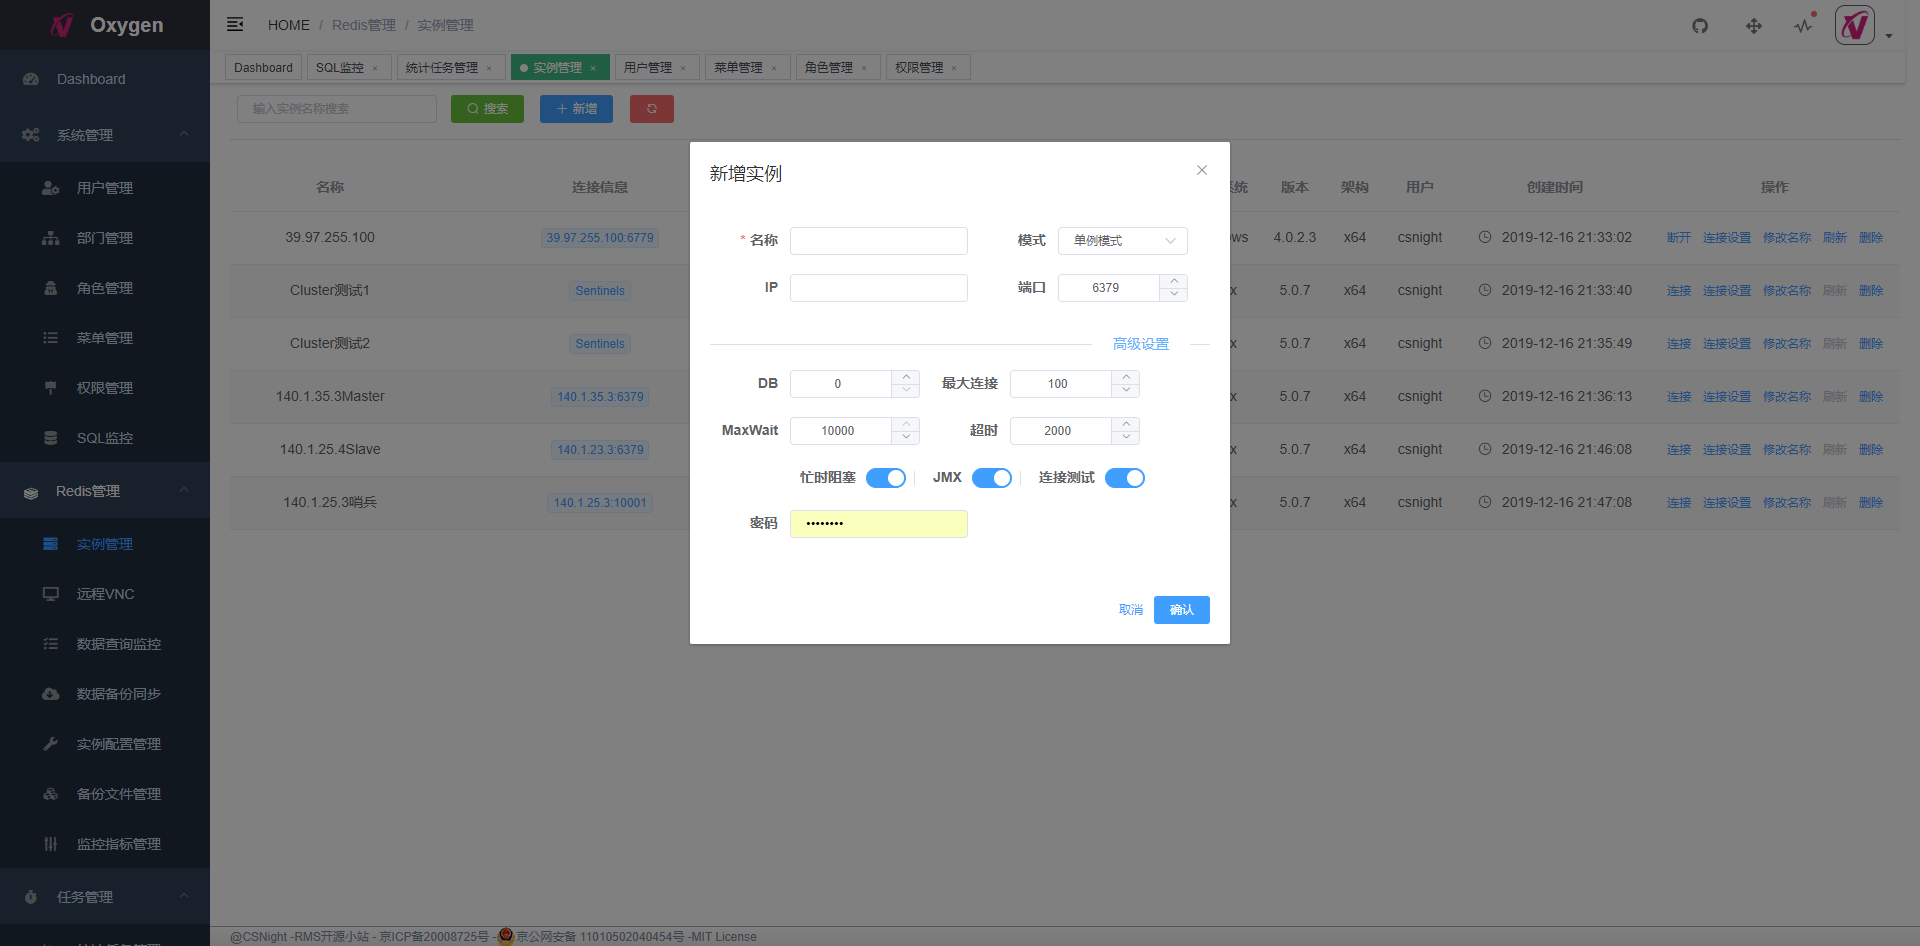 Oxygen
Dashboard
系统管理
用户管理
部门管理
角色管理
菜单管理
权限管理
SQL监控
Redis管理
实例管理
远程VNC
数据查询监控
数据备份同步
实例配置管理
备份文件管理
监控指标管理
任务管理
HOME / Redis管理 / 实例管理
Dashboard SQL监控 × 统计任务管理 × 实例管理 × 用户管理 × 菜单管理 × 角色管理 × 权限管理 ×
输入实例名称搜索 搜索 新增
名称 连接信息 统 版本 架构 用户 创建时间 操作
39.97.255.100 39.97.255.100:6779 ws 4.0.2.3 x64 csnight 2019-12-16 21:33:02 断开 连接设置 修改名称 刷新 删除
Cluster测试1 Sentinels x 5.0.7 x64 csnight 2019-12-16 21:33:40 连接 连接设置 修改名称 刷新 删除
Cluster测试2 Sentinels x 5.0.7 x64 csnight 2019-12-16 21:35:49 连接 连接设置 修改名称 刷新 删除
140.1.35.3Master 140.1.35.3:6379 x 5.0.7 x64 csnight 2019-12-16 21:36:13 连接 连接设置 修改名称 刷新 删除
140.1.25.4Slave 140.1.23.3:6379 x 5.0.7 x64 csnight 2019-12-16 21:46:08 连接 连接设置 修改名称 刷新 删除
140.1.25.3哨兵 140.1.25.3:10001 x 5.0.7 x64 csnight 2019-12-16 21:47:08 连接 连接设置 修改名称 刷新 删除
新增实例
* 名称 模式 单例模式
IP 端口 6379
高级设置
DB 0 最大连接 100
MaxWait 10000 超时 2000
忙时阻塞 JMX 连接测试
密码 ••••••••
取消 确认
@CSNight -RMS开源小站 - 京ICP备20008725号 - 京公网安备 11010502040454号 -MIT License